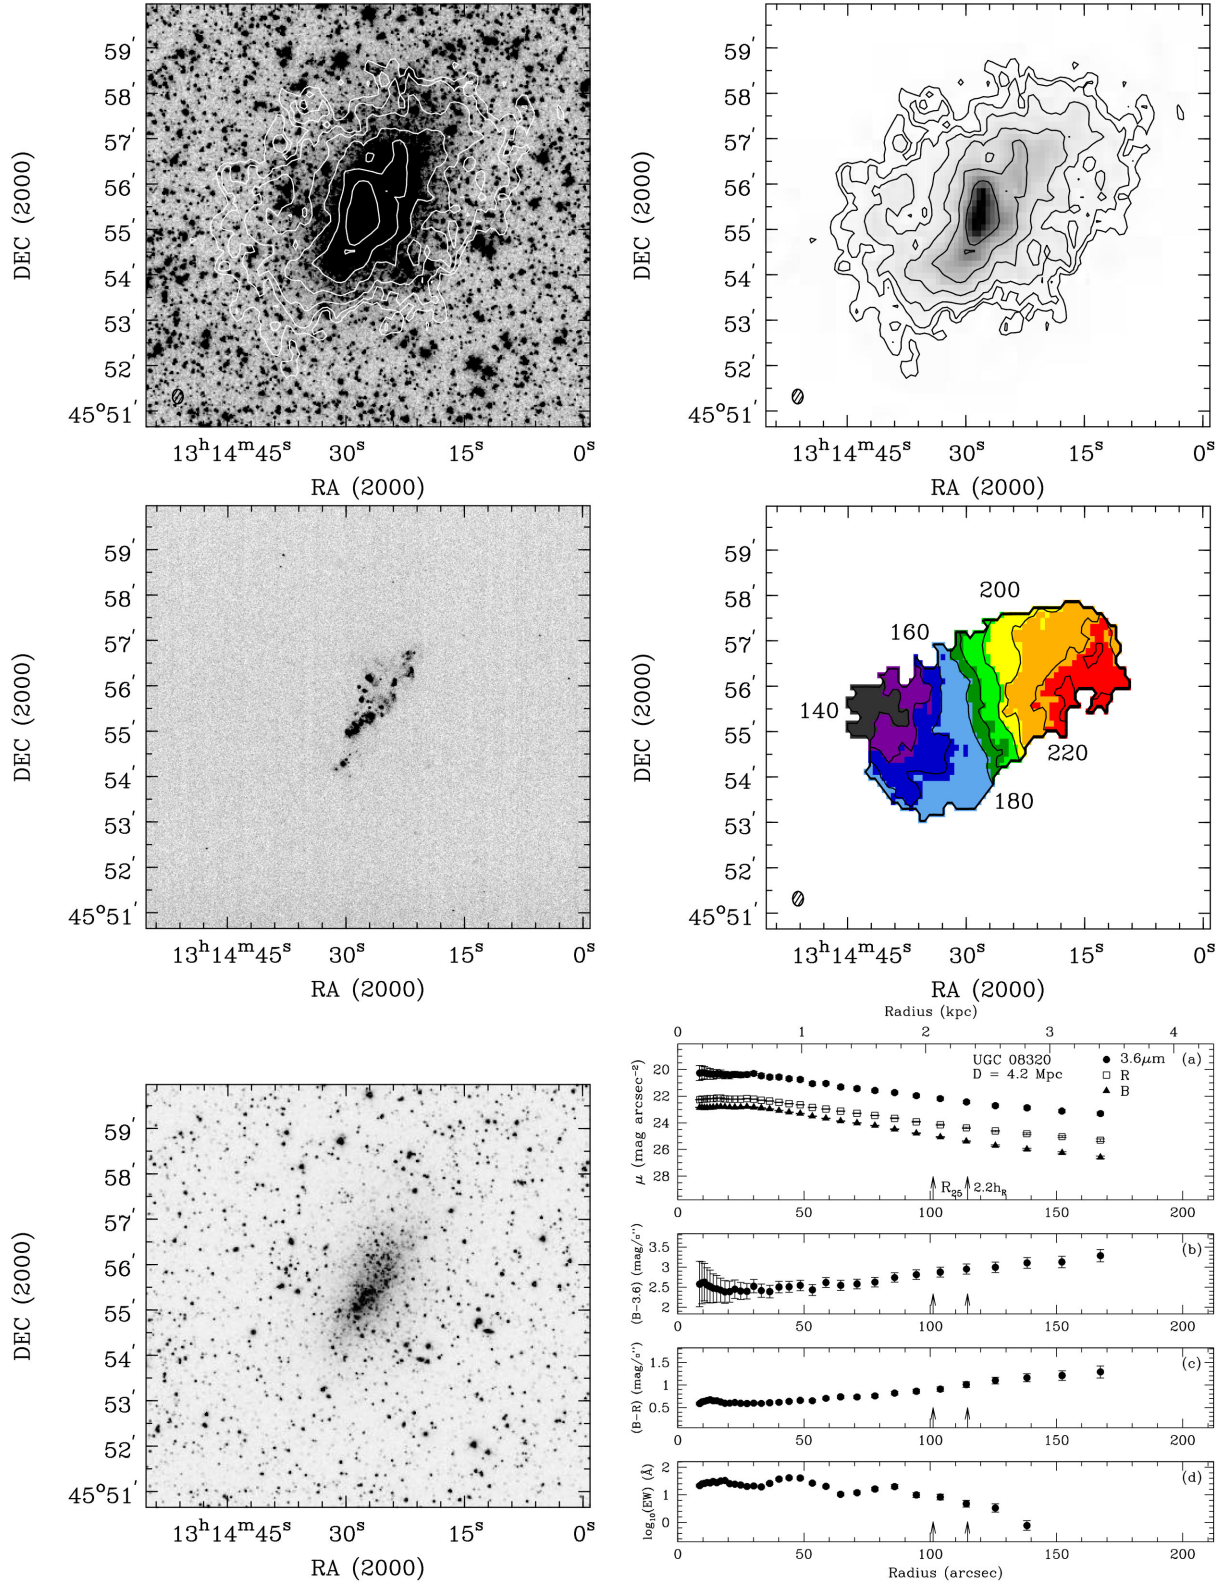 59′
58′
57′
56′
55′
54′
53′
52′
45°51′
DEC (2000)
13ʰ14ᵐ45ˢ 30ˢ 15ˢ 0ˢ
RA (2000)
59′
58′
57′
56′
55′
54′
53′
52′
45°51′
DEC (2000)
13ʰ14ᵐ45ˢ 30ˢ 15ˢ 0ˢ
RA (2000)
59′
58′
57′
56′
55′
54′
53′
52′
45°51′
DEC (2000)
13ʰ14ᵐ45ˢ 30ˢ 15ˢ 0ˢ
RA (2000)
59′
58′
57′
56′
55′
54′
53′
52′
45°51′
DEC (2000)
200
160
140
220
180
13ʰ14ᵐ45ˢ 30ˢ 15ˢ 0ˢ
RA (2000)
59′
58′
57′
56′
55′
54′
53′
52′
45°51′
DEC (2000)
13ʰ14ᵐ45ˢ 30ˢ 15ˢ 0ˢ
RA (2000)
Radius (kpc)
0 1 2 3 4
UGC 08320 3.6μm (a)
D = 4.2 Mpc R
B
20
22
24
26
28
μ (mag arcsec⁻²)
R₂₅ 2.2h_R
0 50 100 150 200
(b)
3.5
3
2.5
2
(B−3.6) (mag/□″)
0 50 100 150 200
(c)
1.5
1
0.5
(B−R) (mag/□″)
0 50 100 150 200
(d)
2
1
0
log₁₀(EW) (Å)
0 50 100 150 200
Radius (arcsec)